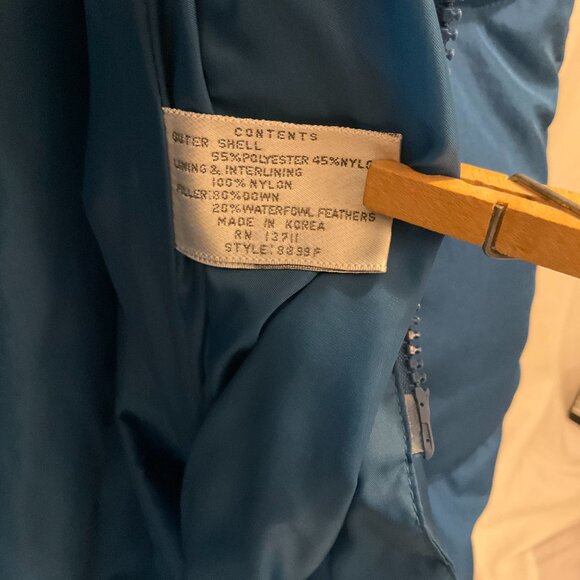 CONTENTS
OUTER SHELL
55%POLYESTER 45%NYLO
LINING & INTERLINING
100%NYLON
FILLER:80%DOWN
20%WATERFOWL FEATHERS
MADE IN KOREA
RN 13711
STYLE:8899F